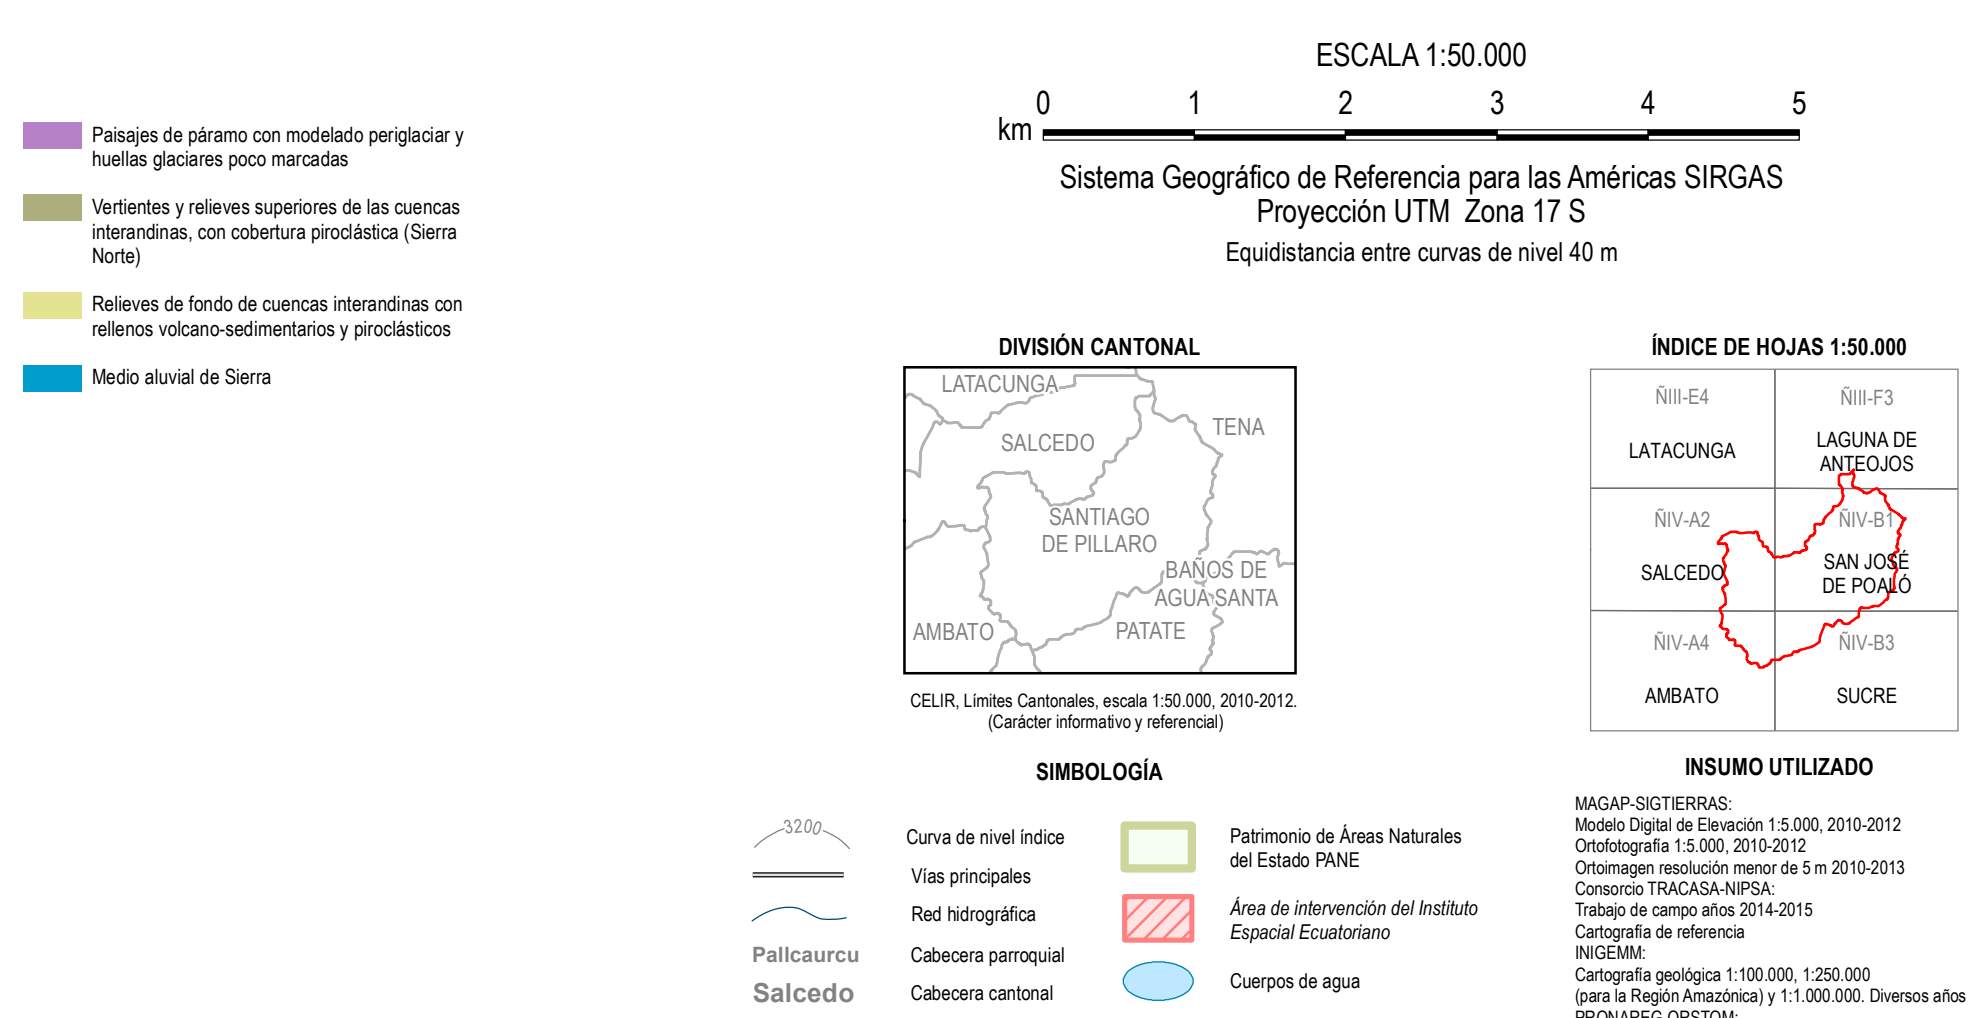 Paisajes de páramo con modelado periglaciar y
huellas glaciares poco marcadas
Vertientes y relieves superiores de las cuencas
interandinas, con cobertura piroclástica (Sierra
Norte)
Relieves de fondo de cuencas interandinas con
rellenos volcano-sedimentarios y piroclásticos
Medio aluvial de Sierra
ESCALA 1:50.000
0 1 2 3 4 5
km
Sistema Geográfico de Referencia para las Américas SIRGAS
Proyección UTM Zona 17 S
Equidistancia entre curvas de nivel 40 m
DIVISIÓN CANTONAL
LATACUNGA
TENA
SALCEDO
SANTIAGO
DE PILLARO
BAÑOS DE
AGUA SANTA
AMBATO
PATATE
CELIR, Límites Cantonales, escala 1:50.000, 2010-2012.
(Carácter informativo y referencial)
ÍNDICE DE HOJAS 1:50.000
ÑIII-E4
LATACUNGA
ÑIII-F3
LAGUNA DE
ANTEOJOS
ÑIV-A2
SALCEDO
ÑIV-B1
SAN JOSÉ
DE POALÓ
ÑIV-A4
AMBATO
ÑIV-B3
SUCRE
SIMBOLOGÍA
3200
Curva de nivel índice
Vías principales
Red hidrográfica
Pallcaurcu
Cabecera parroquial
Salcedo
Cabecera cantonal
Patrimonio de Áreas Naturales
del Estado PANE
Área de intervención del Instituto
Espacial Ecuatoriano
Cuerpos de agua
INSUMO UTILIZADO
MAGAP-SIGTIERRAS:
Modelo Digital de Elevación 1:5.000, 2010-2012
Ortofotografía 1:5.000, 2010-2012
Ortoimagen resolución menor de 5 m 2010-2013
Consorcio TRACASA-NIPSA:
Trabajo de campo años 2014-2015
Cartografía de referencia
INIGEMM:
Cartografía geológica 1:100.000, 1:250.000
(para la Región Amazónica) y 1:1.000.000. Diversos años
PRONAREG-ORSTOM: